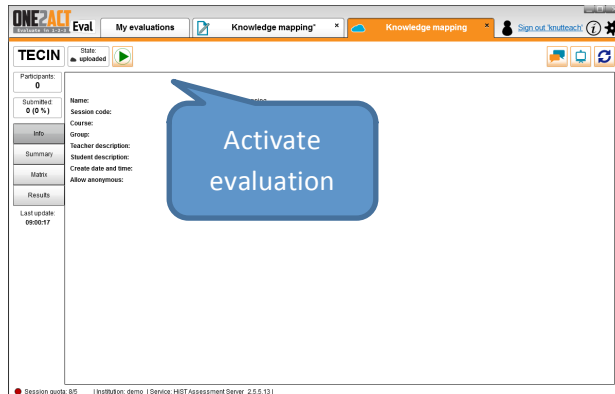 ONE2ACT Eval
Evaluate in 1-2-3
My evaluations
Knowledge mapping* ×
Knowledge mapping ×
Sign out 'knutteach'
TECIN
State:
uploaded
Participants:
0
Submitted:
0 (0 %)
Info
Summary
Matrix
Results
Last update:
09:00:17
Name:
Session code:
Course:
Group:
Teacher description:
Student description:
Create date and time:
Allow anonymous:
Activate
evaluation
Session quota: 8/5 | Institution: demo | Service: HiST Assessment Server 2.5.5.13 |